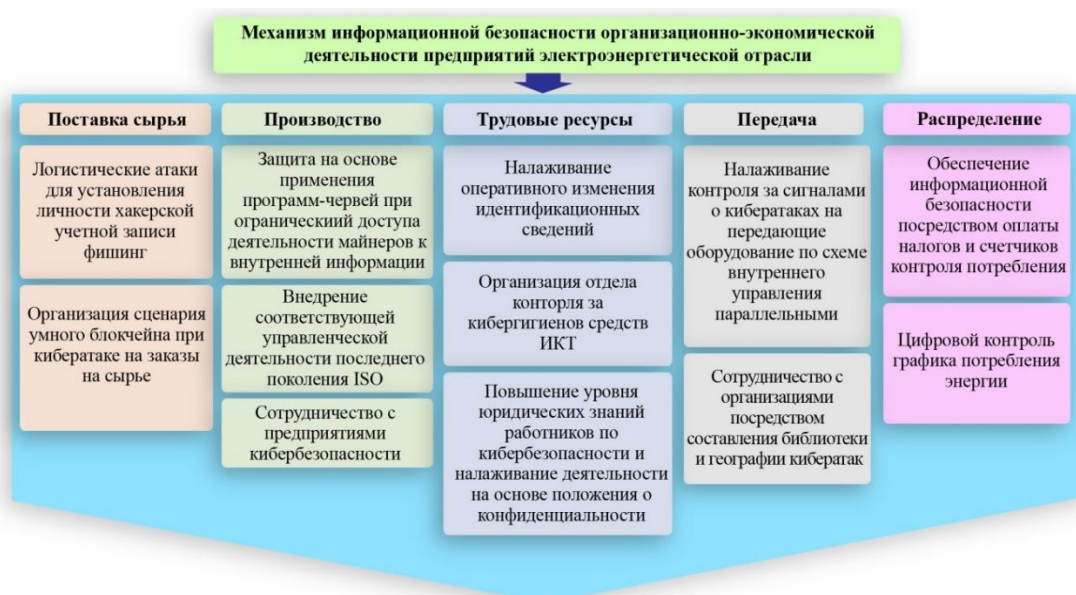 Механизм информационной безопасности организационно-экономической
деятельности предприятий электроэнергетической отрасли
Поставка сырья
Логистические атаки
для установления
личности хакерской
учетной записи
фишинг
Организация сценария
умного блокчейна при
кибератаке на заказы
на сырье
Производство
Защита на основе
применения
программ-червей при
ограническиий доступа
деятельности майнеров к
внутренней информации
Внедрение
соответствующей
управленческой
деятельности последнего
поколения ISO
Сотрудничество с
предприятиями
кибербезопасности
Трудовые ресурсы
Налаживание
оперативного изменения
идентификационных
сведений
Организация отдела
конторля за
кибергигиенов средств
ИКТ
Повышение уровня
юридических знаний
работников по
кибербезопасности и
налаживание деятельности
на основе положения о
конфиденциальности
Передача
Налаживание
контроля за сигналами
о кибератаках на
передающие
оборудование по схеме
внутреннего
управления
параллельными
Сотрудничество с
организациями
посредством
составления библиотеки
и географии кибератак
Распределение
Обеспечение
информационной
безопасности
посредством оплаты
налогов и счетчиков
контроля потребления
Цифровой контроль
графика потребления
энергии